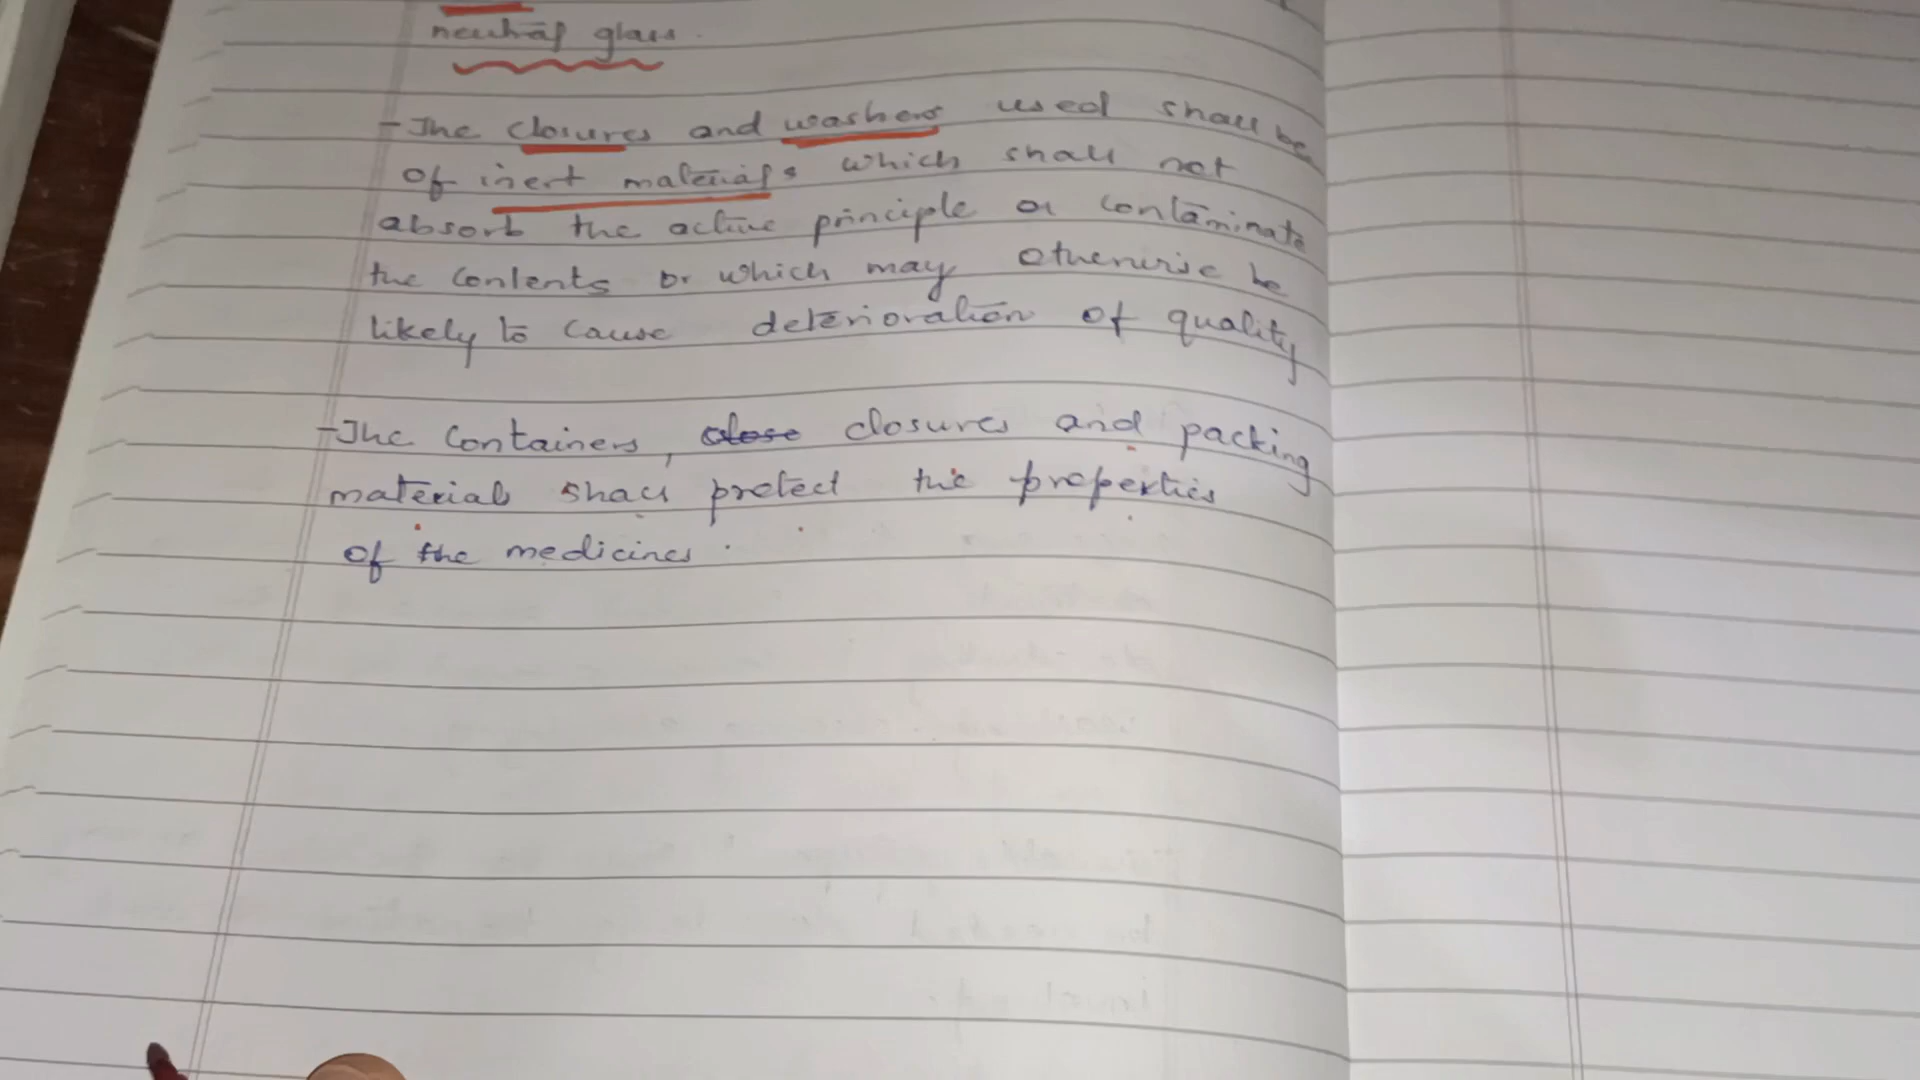 neutral glass.
- The closures and washers used shall be
of inert materials which shall not
absorb the active principle or contaminate
the contents or which may otherwise be
likely to cause deterioration of quality
- The containers, close closures and packing
material shall protect the properties
of the medicines.